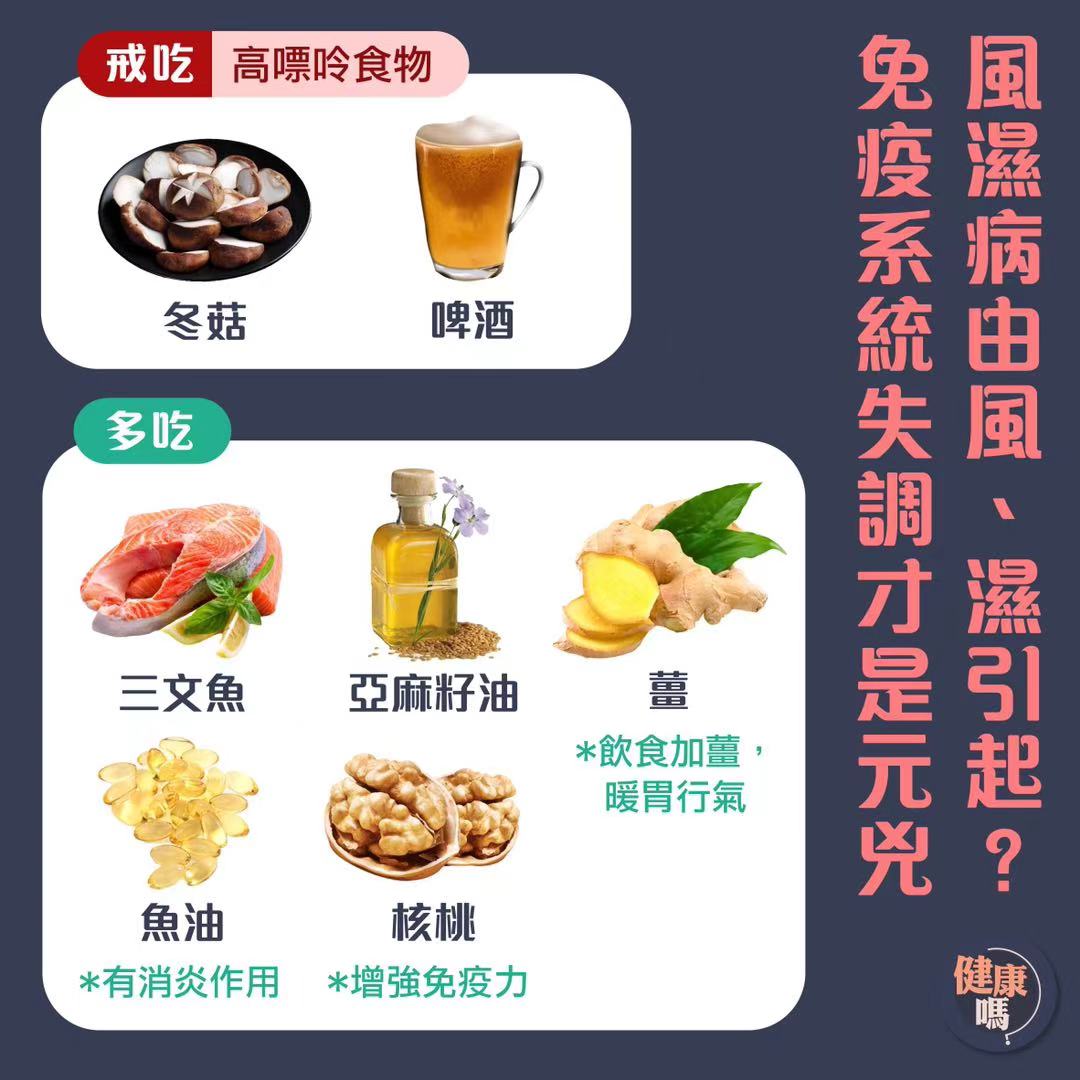 風濕病由風、濕引起？
免疫系統失調才是元兇
戒吃 高嘌呤食物
冬菇
啤酒
多吃
三文魚
亞麻籽油
薑
*飲食加薑，
暖胃行氣
魚油
*有消炎作用
核桃
*增強免疫力
健康
嗎?